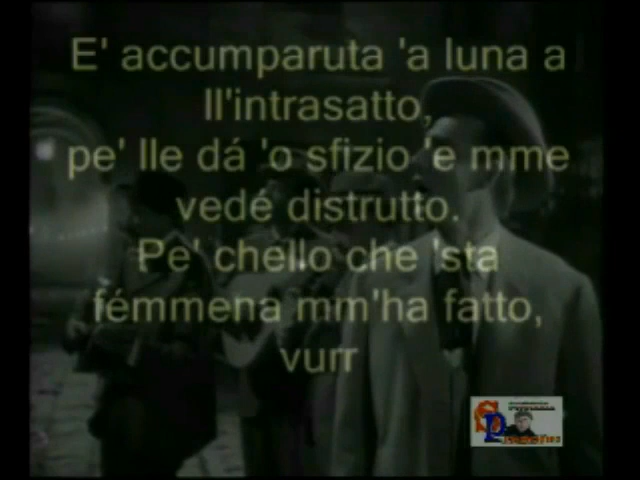 E' accumparuta 'a luna a
ll'intrasatto,
pe' lle dá 'o sfizio 'e mme
vedé distrutto.
Pe' chello che 'sta
fémmena mm'ha fatto,
vurr